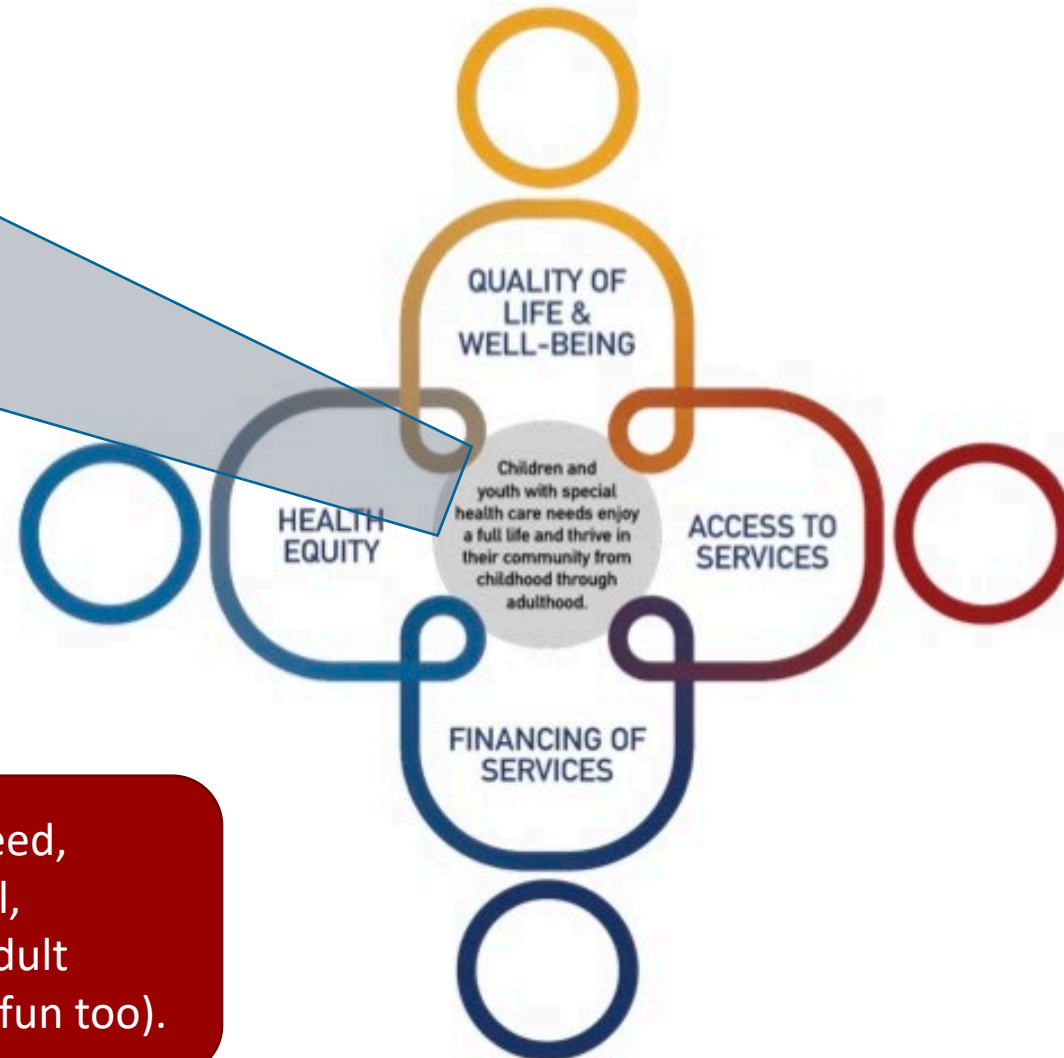 QUALITY OF
LIFE &
WELL-BEING
HEALTH
EQUITY
Children and
youth with special
health care needs enjoy
a full life and thrive in
their community from
childhood through
adulthood.
ACCESS TO
SERVICES
FINANCING OF
SERVICES
eed,
l,
dult
fun too).